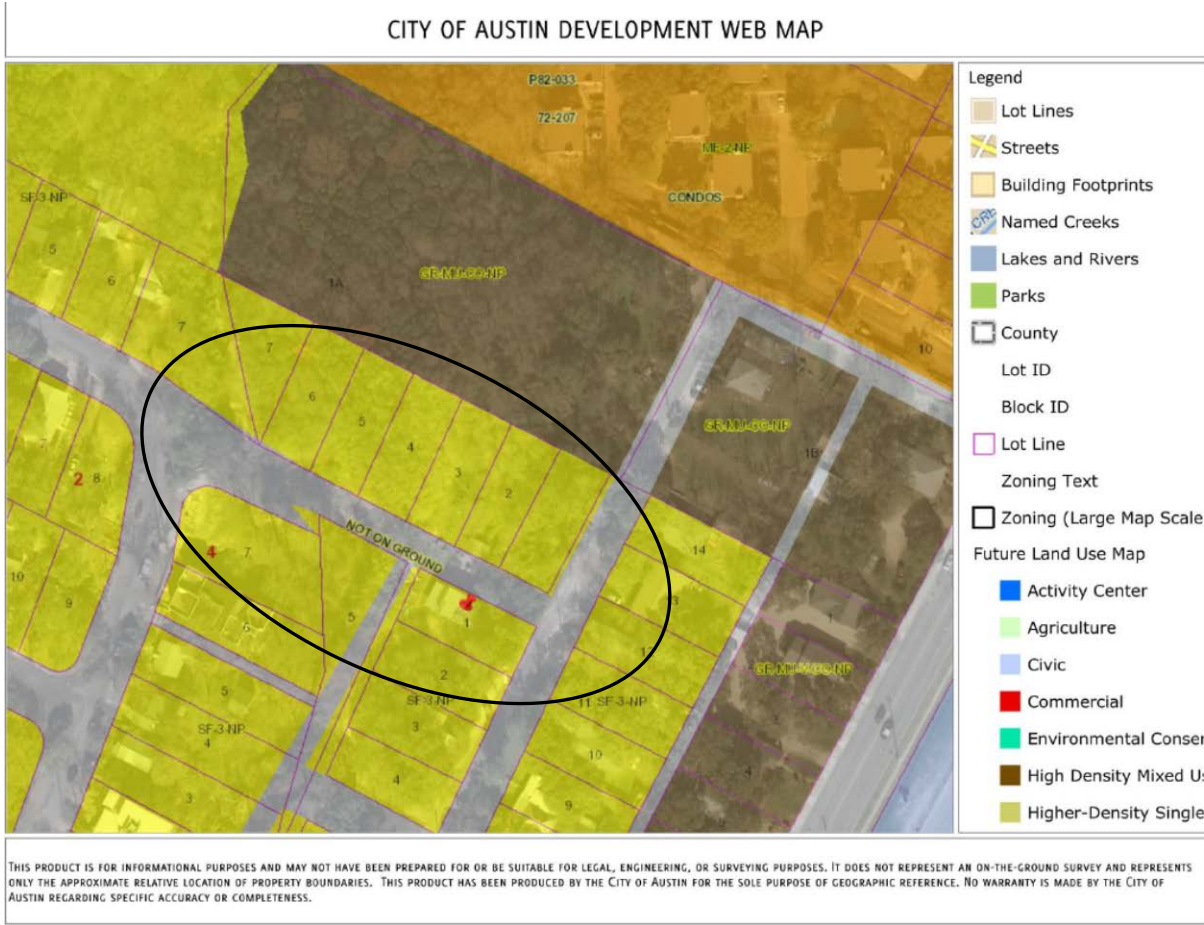 CITY OF AUSTIN DEVELOPMENT WEB MAP
P82-033
72-207
MF-2-NP
CONDOS
SF-3-NP
5
6
7
1A
GR-MU-CO-NP
10
7
6
5
4
3
2
GR-MU-CO-NP
1B
7
2
8
NOT ON GROUND
14
4
7
10
9
1
5
6
13
12
1
2
GR-MU-CO-NP
5
SF-3-NP
4
SF-3-NP
3
11
SF-3-NP
10
4
3
4
9
Legend
Lot Lines
Streets
Building Footprints
CRE
Named Creeks
Lakes and Rivers
Parks
County
Lot ID
Block ID
Lot Line
Zoning Text
Zoning (Large Map Scale
Future Land Use Map
Activity Center
Agriculture
Civic
Commercial
Environmental Conser
High Density Mixed Us
Higher-Density Single
THIS PRODUCT IS FOR INFORMATIONAL PURPOSES AND MAY NOT HAVE BEEN PREPARED FOR OR BE SUITABLE FOR LEGAL, ENGINEERING, OR SURVEYING PURPOSES. IT DOES NOT REPRESENT AN ON-THE-GROUND SURVEY AND REPRESENTS
ONLY THE APPROXIMATE RELATIVE LOCATION OF PROPERTY BOUNDARIES. THIS PRODUCT HAS BEEN PRODUCED BY THE CITY OF AUSTIN FOR THE SOLE PURPOSE OF GEOGRAPHIC REFERENCE. NO WARRANTY IS MADE BY THE CITY OF
AUSTIN REGARDING SPECIFIC ACCURACY OR COMPLETENESS.